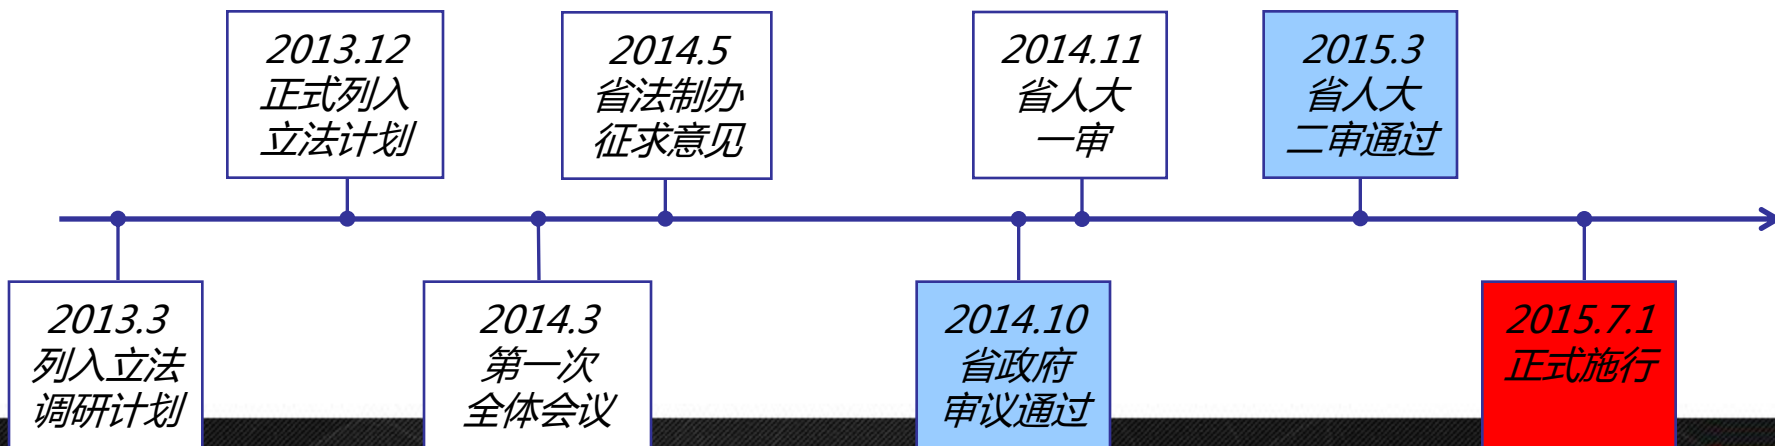 2013.12
正式列入
立法计划
2014.5
省法制办
征求意见
2014.11
省人大
一审
2015.3
省人大
二审通过
2013.3
列入立法
调研计划
2014.3
第一次
全体会议
2014.10
省政府
审议通过
2015.7.1
正式施行